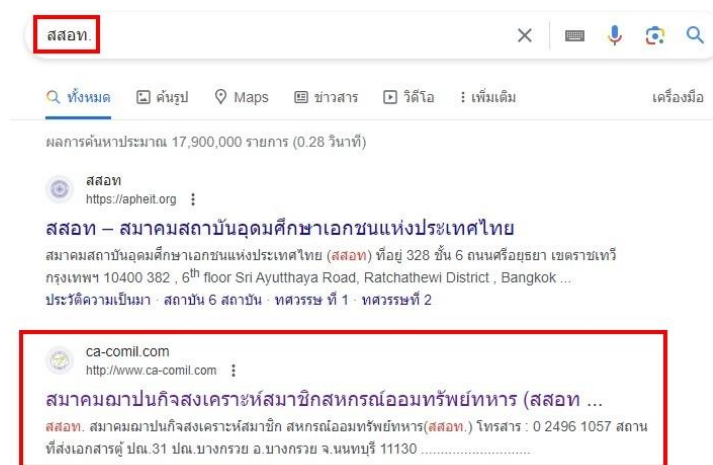 สสอท.
ทั้งหมด ค้นรูป Maps ข่าวสาร วิดีโอ เพิ่มเติม เครื่องมือ
ผลการค้นหาประมาณ 17,900,000 รายการ (0.28 วินาที)
สสอท
https://apheit.org
สสอท – สมาคมสถาบันอุดมศึกษาเอกชนแห่งประเทศไทย
สมาคมสถาบันอุดมศึกษาเอกชนแห่งประเทศไทย (สสอท) ที่อยู่ 328 ชั้น 6 ถนนศรีอยุธยา เขตราชเทวี
กรุงเทพฯ 10400 382 , 6th floor Sri Ayutthaya Road, Ratchathewi District , Bangkok ...
ประวัติความเป็นมา · สถาบัน 6 สถาบัน · ทศวรรษ ที่ 1 · ทศวรรษที่ 2
ca-comil.com
http://www.ca-comil.com
สมาคมฌาปนกิจสงเคราะห์สมาชิกสหกรณ์ออมทรัพย์ทหาร (สสอท ...
สสอท. สมาคมฌาปนกิจสงเคราะห์สมาชิก สหกรณ์ออมทรัพย์ทหาร(สสอท.) โทรสาร : 0 2496 1057 สถาน
ที่ส่งเอกสารตู้ ปณ.31 ปณ.บางกรวย อ.บางกรวย จ.นนทบุรี 11130 ............................